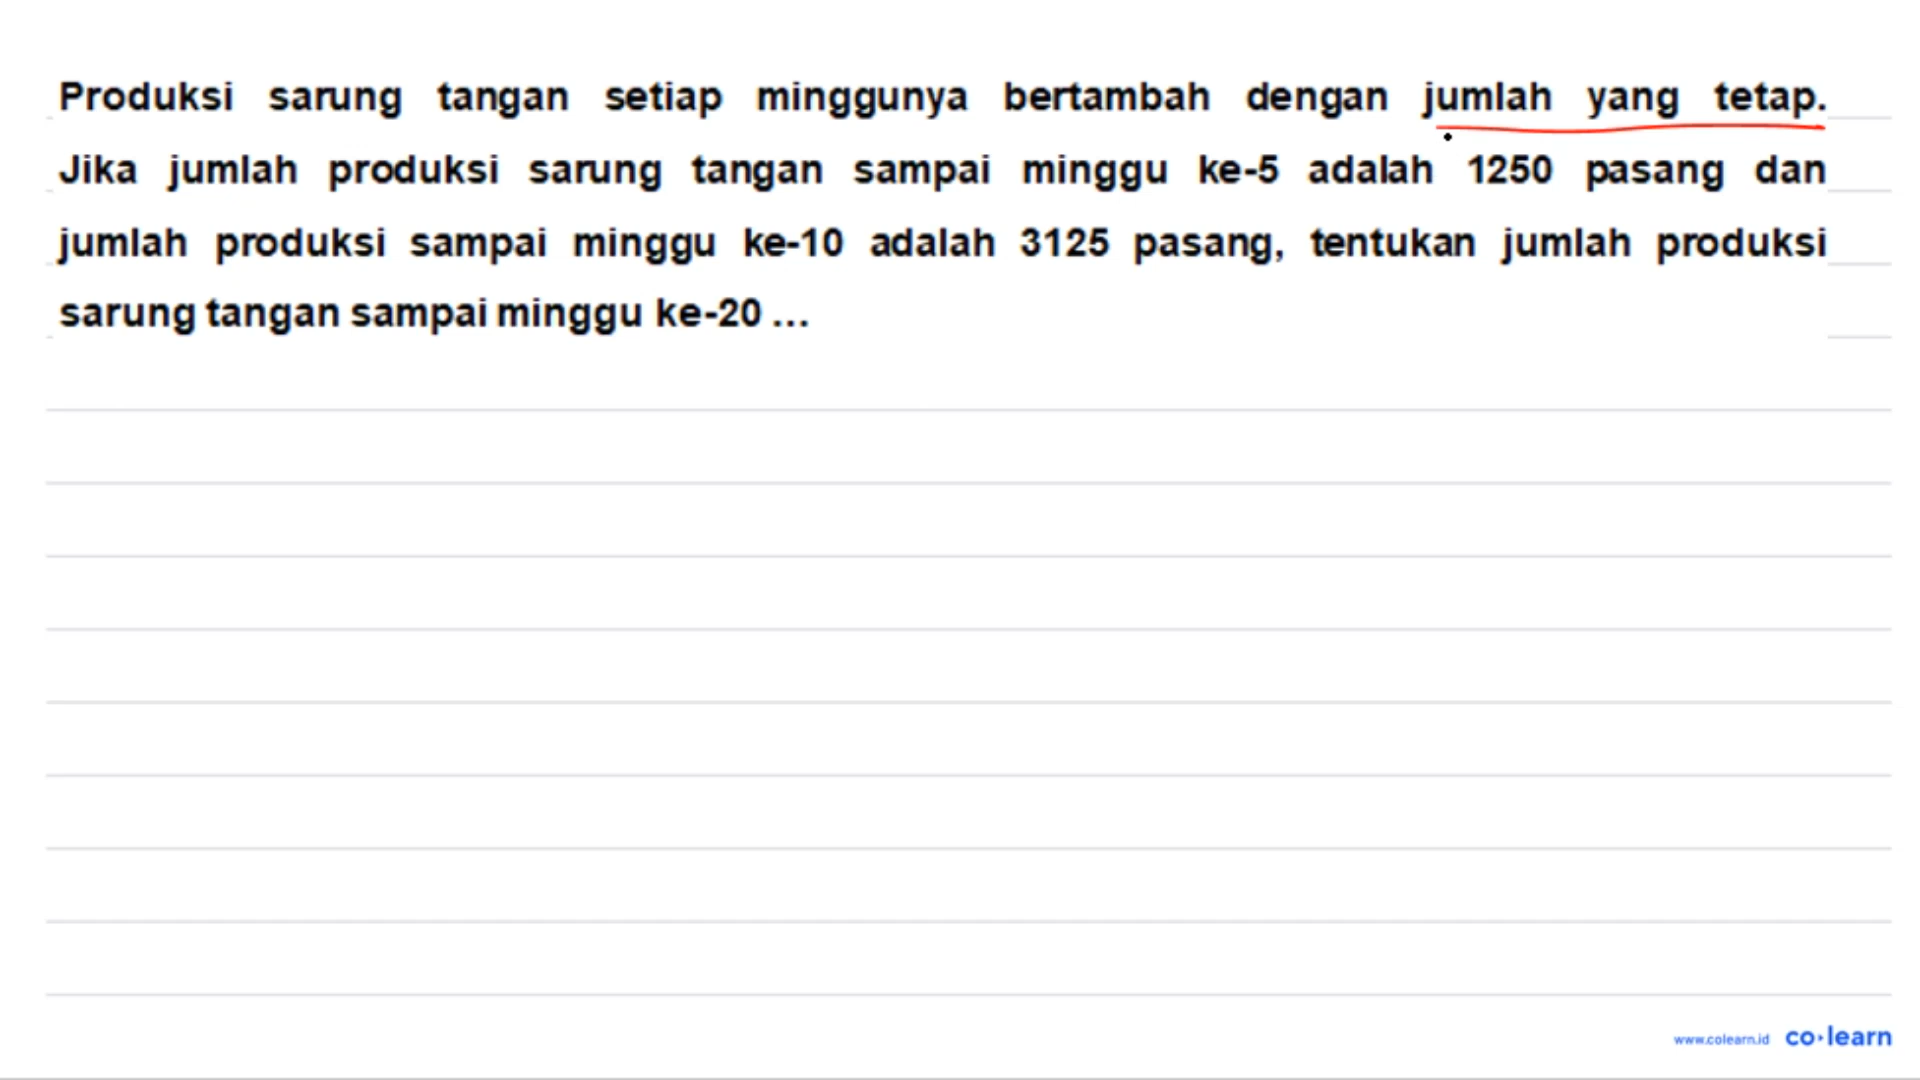 Produksi sarung tangan setiap minggunya bertambah dengan jumlah yang tetap.
Jika jumlah produksi sarung tangan sampai minggu ke-5 adalah 1250 pasang dan
jumlah produksi sampai minggu ke-10 adalah 3125 pasang, tentukan jumlah produksi
sarung tangan sampai minggu ke-20 ...
www.colearn.id co·learn